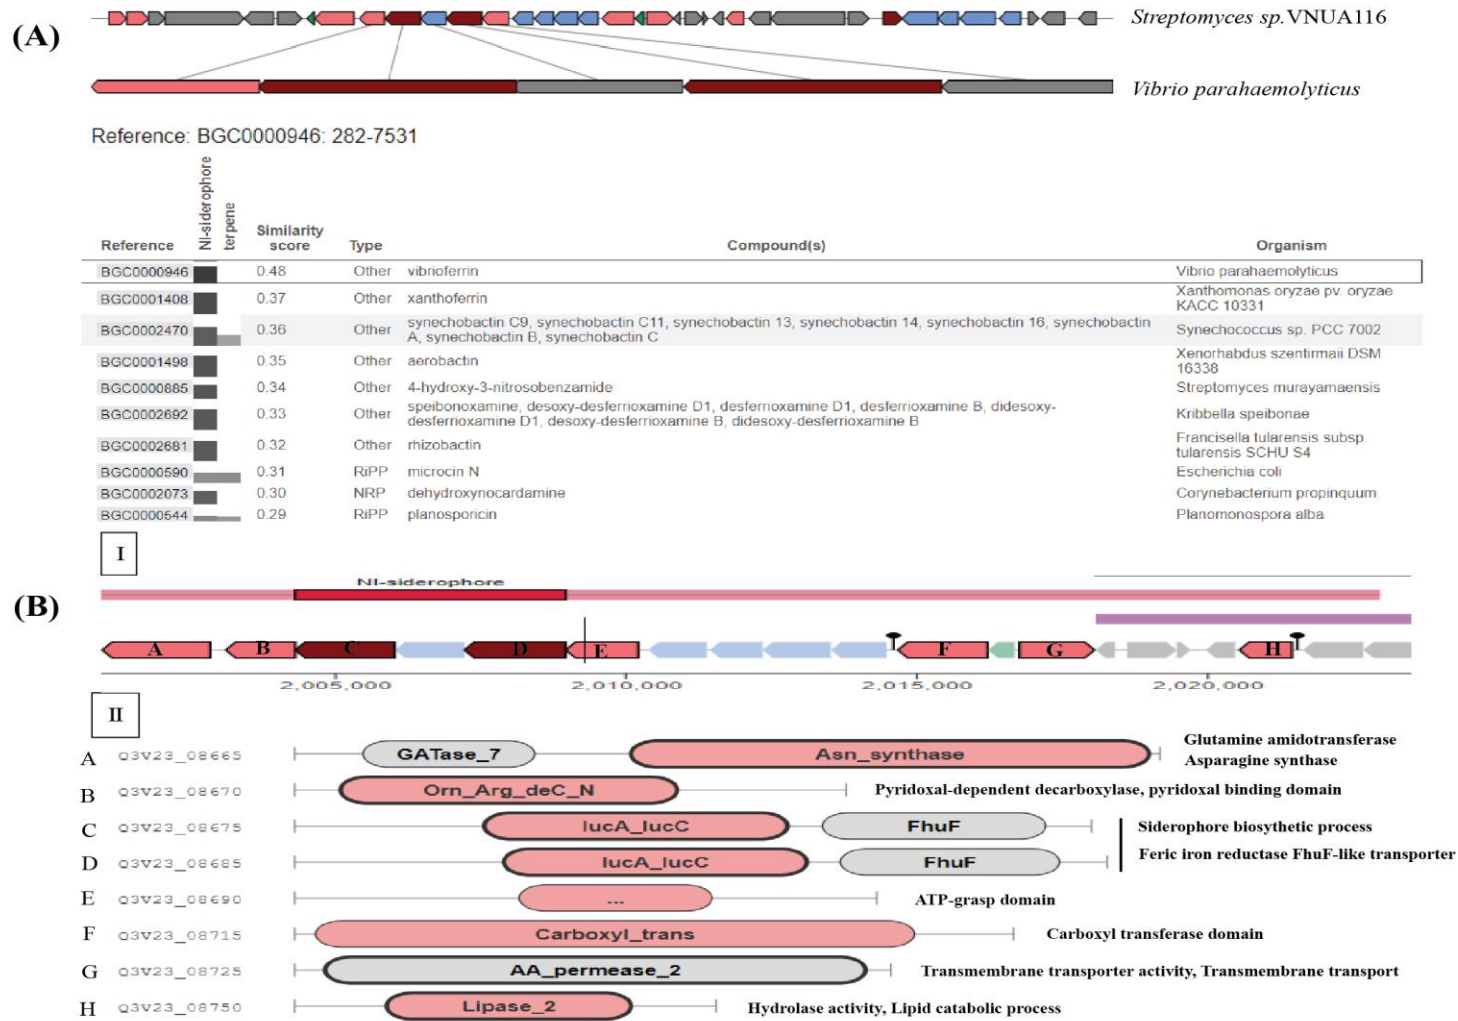 (A)
Streptomyces sp.VNUA116
Vibrio parahaemolyticus
Reference: BGC0000946: 282-7531
Reference NI-siderophore terpene Similarity score Type Compound(s) Organism
BGC0000946 0.48 Other vibrioferrin Vibrio parahaemolyticus
BGC0001408 0.37 Other xanthoferrin Xanthomonas oryzae pv. oryzae KACC 10331
BGC0002470 0.36 Other synechobactin C9, synechobactin C11, synechobactin 13, synechobactin 14, synechobactin 16, synechobactin A, synechobactin B, synechobactin C Synechococcus sp. PCC 7002
BGC0001498 0.35 Other aerobactin Xenorhabdus szentirmaii DSM 16338
BGC0000885 0.34 Other 4-hydroxy-3-nitrosobenzamide Streptomyces murayamaensis
BGC0002692 0.33 Other speibonoxamine, desoxy-desferrioxamine D1, desferrioxamine D1, desferrioxamine B, didesoxy-desferrioxamine D1, desoxy-desferrioxamine B, didesoxy-desferrioxamine B Kribbella speibonae
BGC0002681 0.32 Other rhizobactin Francisella tularensis subsp. tularensis SCHU S4
BGC0000590 0.31 RiPP microcin N Escherichia coli
BGC0002073 0.30 NRP dehydroxynocardamine Corynebacterium propinquum
BGC0000544 0.29 RiPP planosporicin Planomonospora alba
I
(B)
NI-siderophore
A B C D E F G H
2,005,000 2,010,000 2,015,000 2,020,000
II
A Q3V23_08665 GATase_7 Asn_synthase Glutamine amidotransferase
Asparagine synthase
B Q3V23_08670 Orn_Arg_deC_N Pyridoxal-dependent decarboxylase, pyridoxal binding domain
C Q3V23_08675 IucA_IucC FhuF Siderophore biosythetic process
D Q3V23_08685 IucA_IucC FhuF Feric iron reductase FhuF-like transporter
E Q3V23_08690 ... ATP-grasp domain
F Q3V23_08715 Carboxyl_trans Carboxyl transferase domain
G Q3V23_08725 AA_permease_2 Transmembrane transporter activity, Transmembrane transport
H Q3V23_08750 Lipase_2 Hydrolase activity, Lipid catabolic process